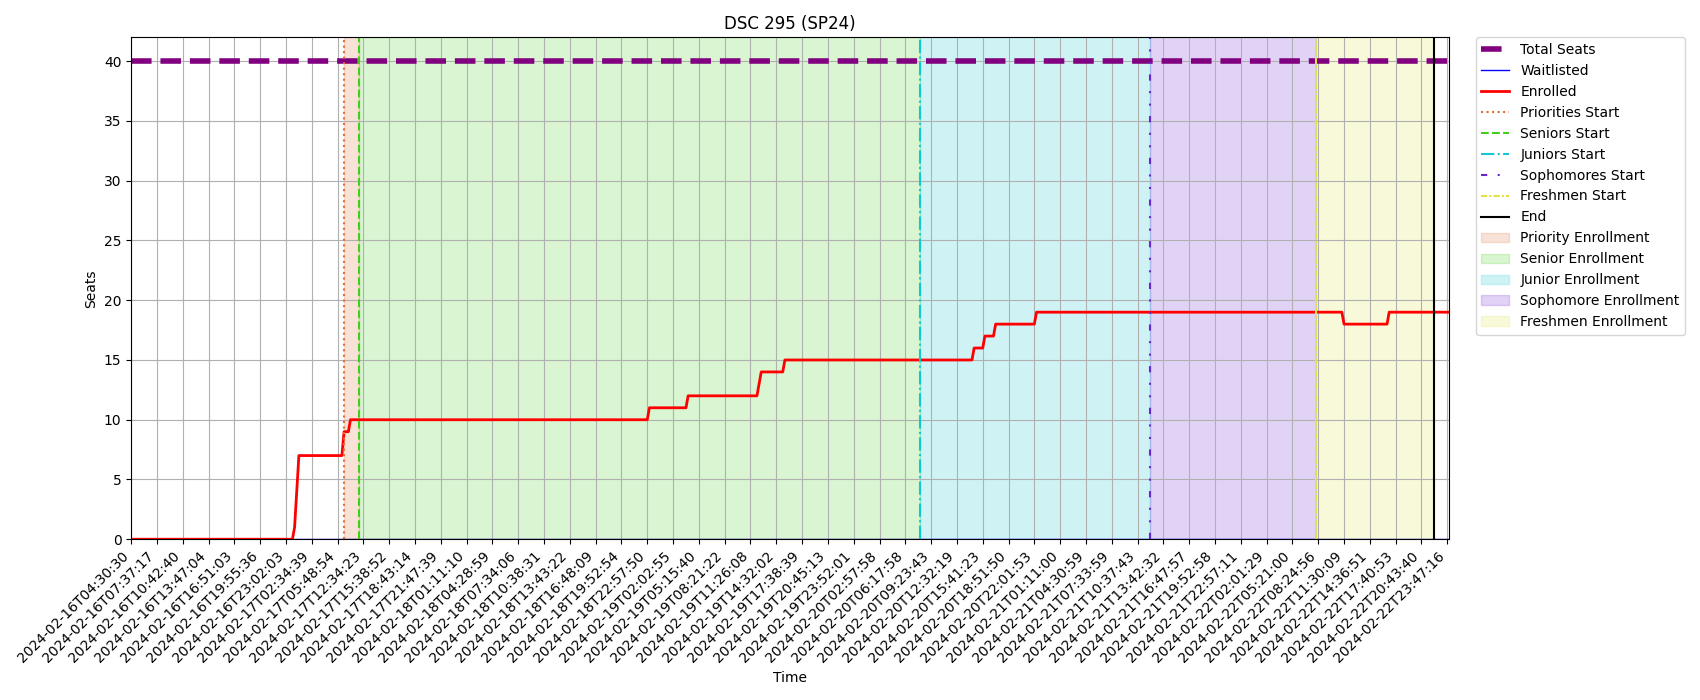 DSC 295 (SP24)
Seats
40
35
30
25
20
15
10
5
0
2024-02-16T04:30:30
2024-02-16T07:37:17
2024-02-16T10:42:40
2024-02-16T13:47:04
2024-02-16T16:51:03
2024-02-16T19:55:36
2024-02-16T23:02:03
2024-02-17T02:34:39
2024-02-17T05:48:54
2024-02-17T12:34:23
2024-02-17T15:38:52
2024-02-17T18:43:14
2024-02-17T21:47:39
2024-02-18T01:11:10
2024-02-18T04:28:59
2024-02-18T07:34:06
2024-02-18T10:38:31
2024-02-18T13:43:22
2024-02-18T16:48:09
2024-02-18T19:52:54
2024-02-18T22:57:50
2024-02-19T02:02:55
2024-02-19T05:15:40
2024-02-19T08:21:22
2024-02-19T11:26:08
2024-02-19T14:32:02
2024-02-19T17:38:39
2024-02-19T20:45:13
2024-02-19T23:52:01
2024-02-20T02:57:58
2024-02-20T06:17:58
2024-02-20T09:23:43
2024-02-20T12:32:19
2024-02-20T15:41:23
2024-02-20T18:51:50
2024-02-20T22:01:53
2024-02-21T01:11:00
2024-02-21T04:30:59
2024-02-21T07:33:59
2024-02-21T10:37:43
2024-02-21T13:42:32
2024-02-21T16:47:57
2024-02-21T19:52:58
2024-02-21T22:57:11
2024-02-22T02:01:29
2024-02-22T05:21:00
2024-02-22T08:24:56
2024-02-22T11:30:09
2024-02-22T14:36:51
2024-02-22T17:40:53
2024-02-22T20:43:40
2024-02-22T23:47:16
Time
Total Seats
Waitlisted
Enrolled
Priorities Start
Seniors Start
Juniors Start
Sophomores Start
Freshmen Start
End
Priority Enrollment
Senior Enrollment
Junior Enrollment
Sophomore Enrollment
Freshmen Enrollment